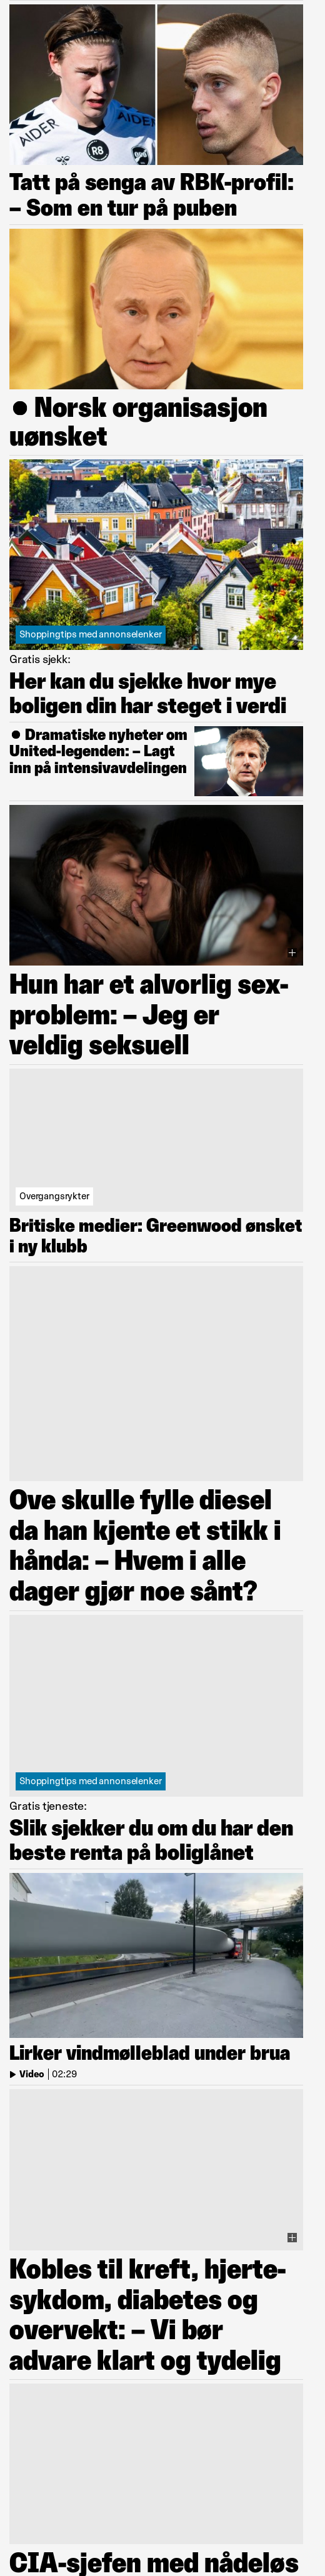 AIDER
AIDER
R8
Tatt på senga av RBK-profil:
– Som en tur på puben
● Norsk organisasjon
uønsket
Shoppingtips med annonselenker
Gratis sjekk:
Her kan du sjekke hvor mye
boligen din har steget i verdi
● Dramatiske nyheter om
United-legenden: – Lagt
inn på intensivavdelingen
Hun har et alvorlig sex-
problem: – Jeg er
veldig seksuell
Overgangsrykter
Britiske medier: Greenwood ønsket
i ny klubb
Ove skulle fylle diesel
da han kjente et stikk i
hånda: – Hvem i alle
dager gjør noe sånt?
Shoppingtips med annonselenker
Gratis tjeneste:
Slik sjekker du om du har den
beste renta på boliglånet
Lirker vindmølleblad under brua
Video | 02:29
Kobles til kreft, hjerte-
sykdom, diabetes og
overvekt: – Vi bør
advare klart og tydelig
CIA-sjefen med nådeløs